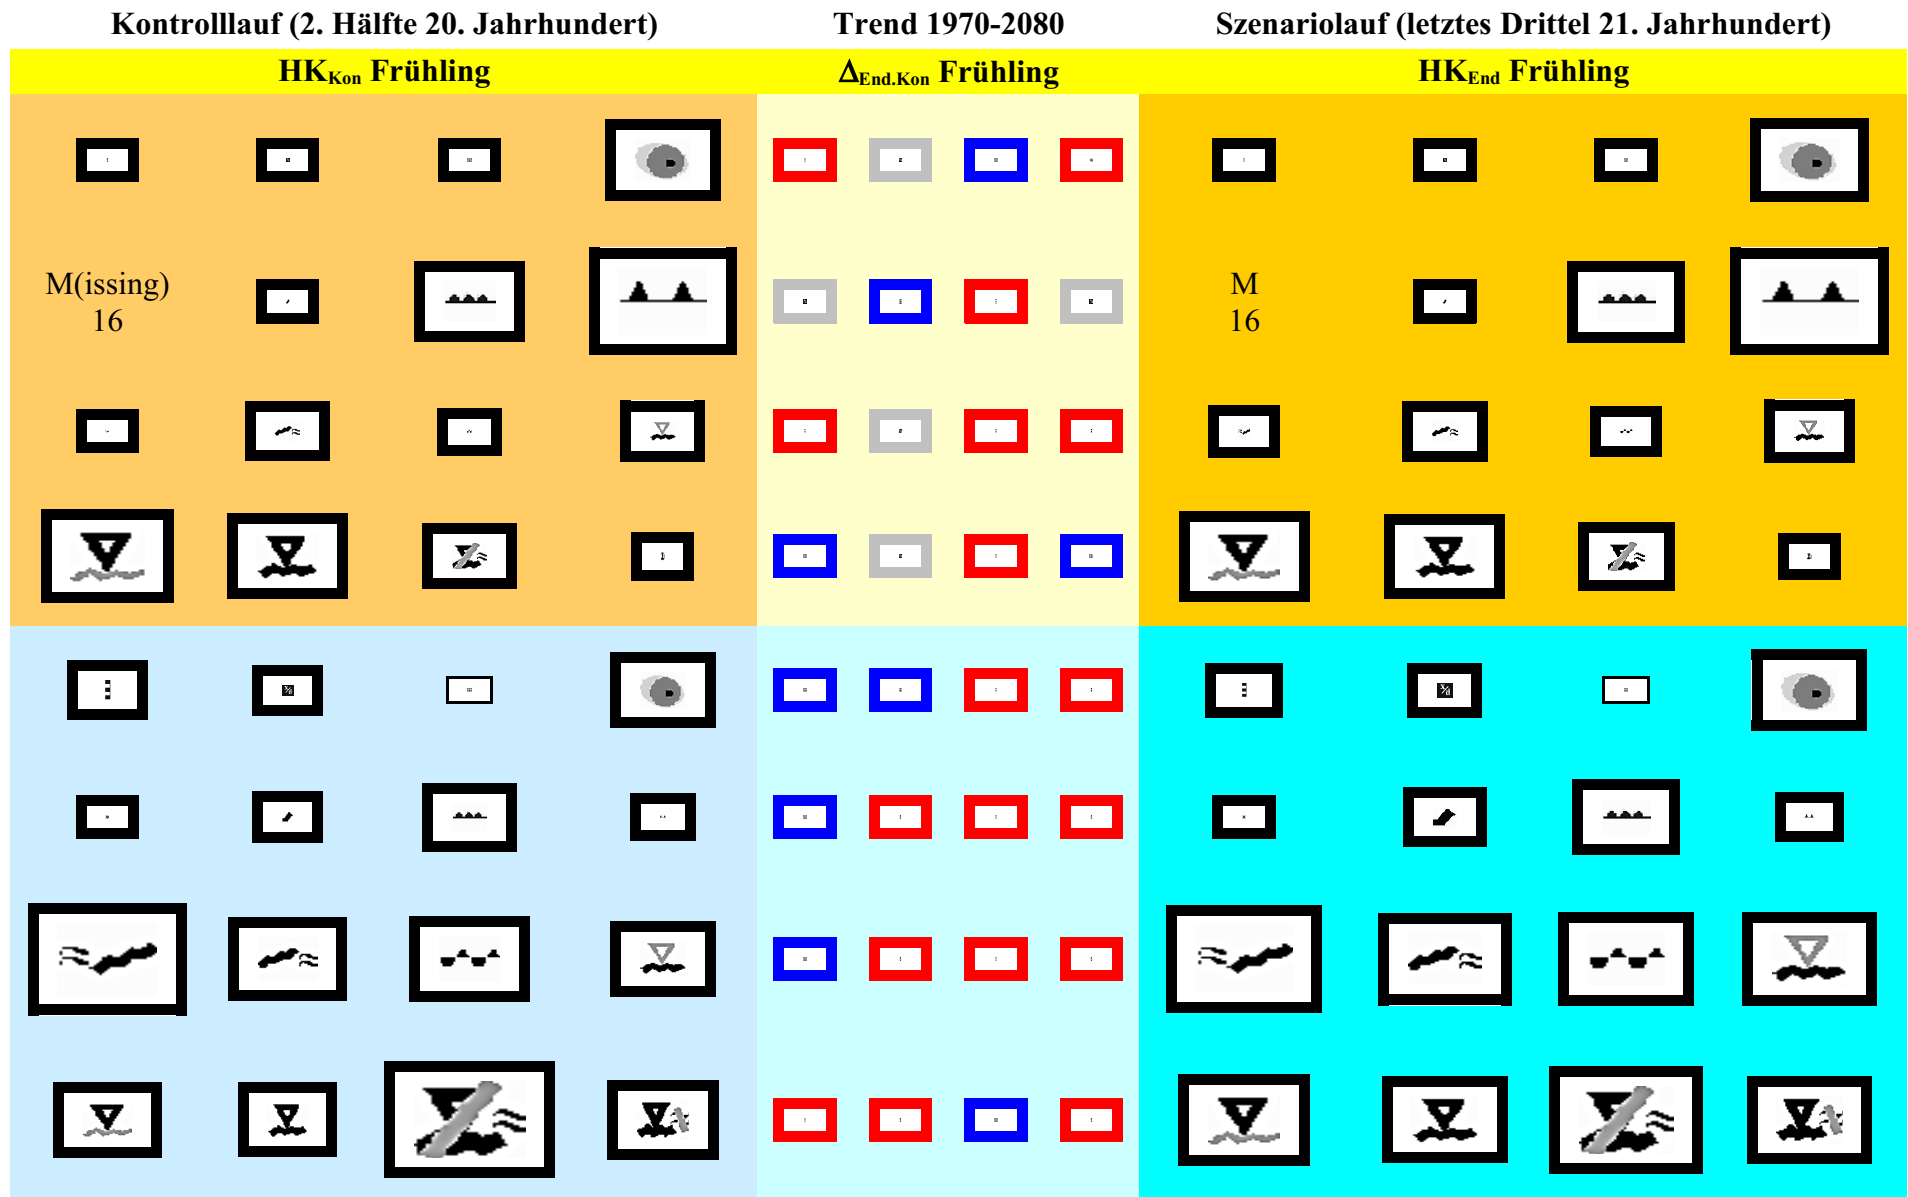 Kontrolllauf (2. Hälfte 20. Jahrhundert) Trend 1970-2080 Szenariolauf (letztes Drittel 21. Jahrhundert)
HKKon Frühling ΔEnd.Kon Frühling HKEnd Frühling
M(issing)
16
M
16